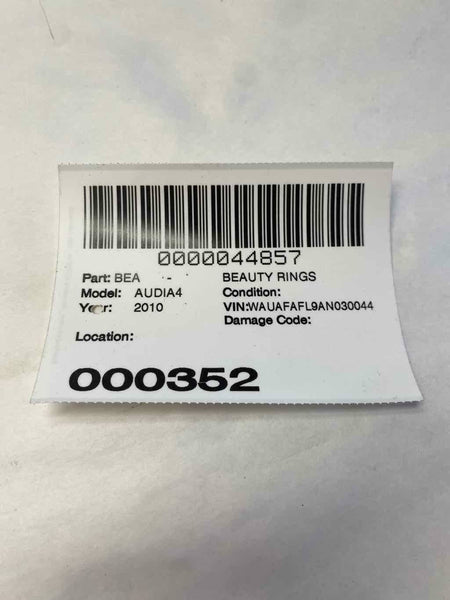 0000044857
Part: BEA - BEAUTY RINGS
Model: AUDIA4 Condition:
Year: 2010 VIN:WAUAFAFL9AN030044
Damage Code:
Location:
000352